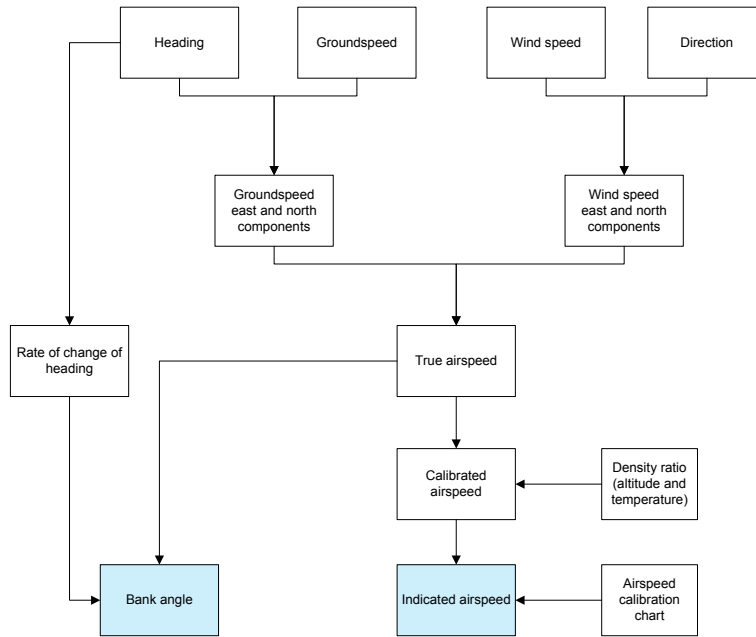 Heading
Groundspeed
Wind speed
Direction
Groundspeed
east and north
components
Wind speed
east and north
components
Rate of change of
heading
True airspeed
Calibrated
airspeed
Density ratio
(altitude and
temperature)
Bank angle
Indicated airspeed
Airspeed
calibration
chart